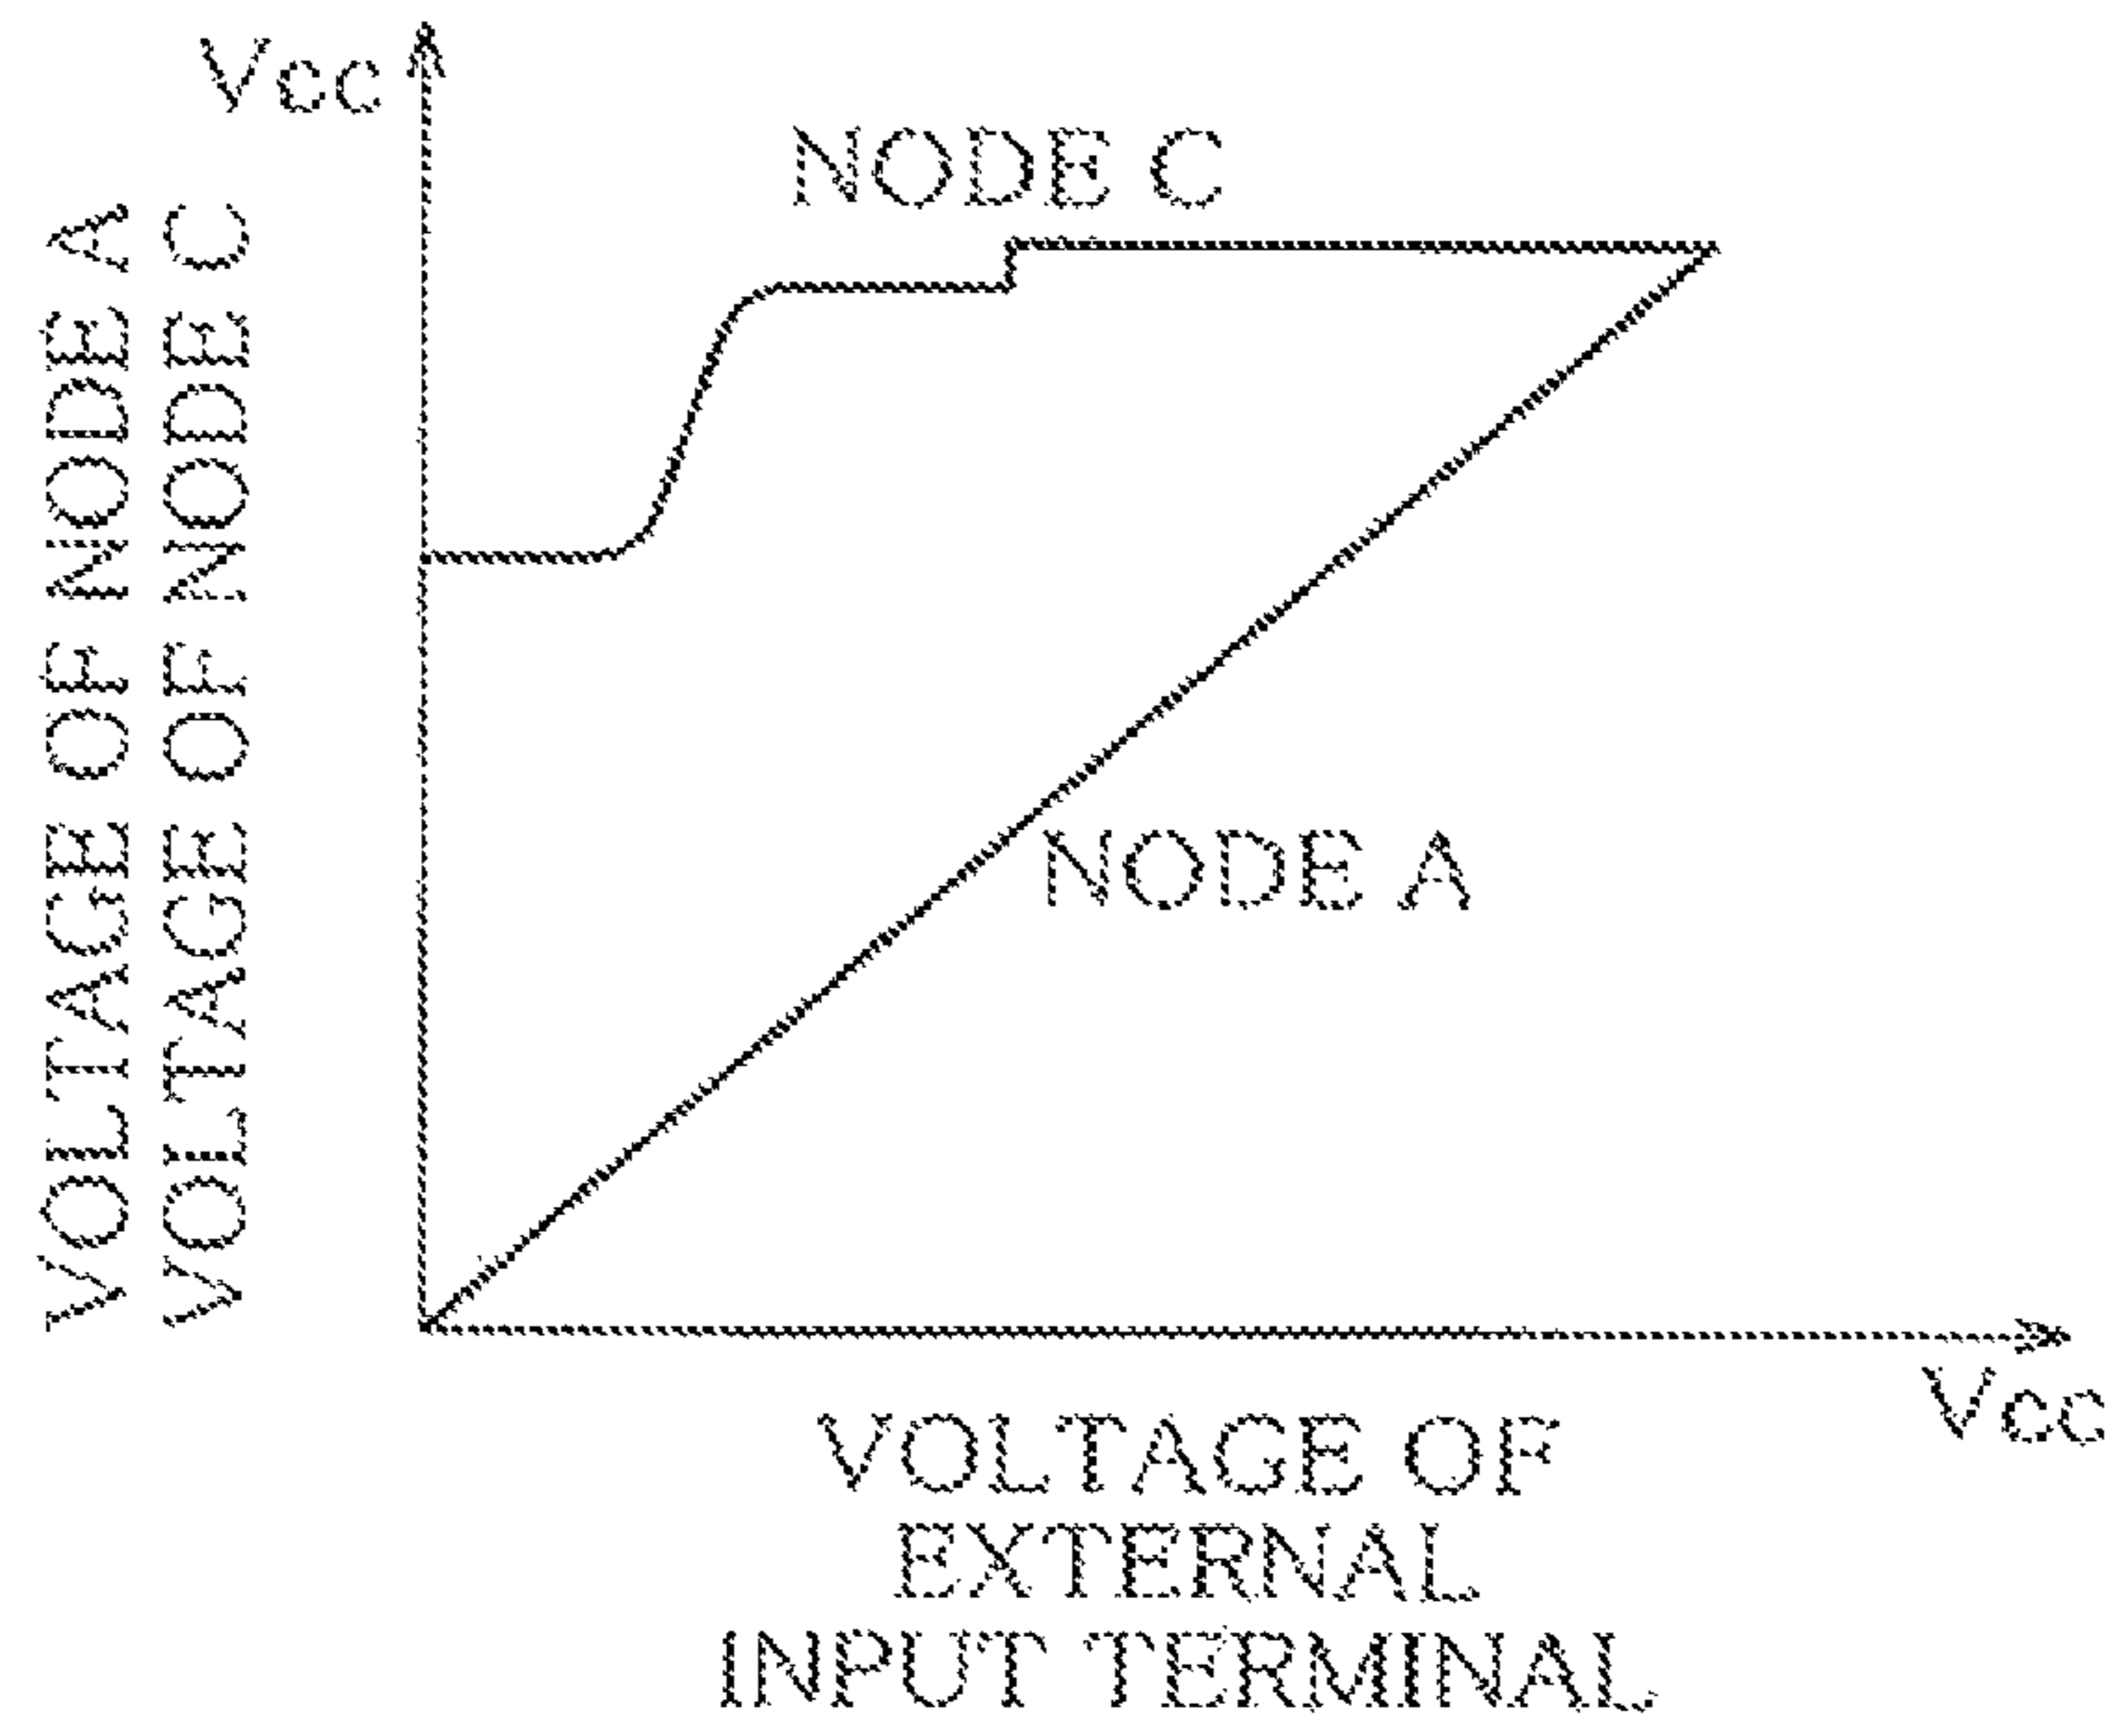 Vcc
NODE C
VOLTAGE OF NODE A
VOLTAGE OF NODE C
NODE A
Vcc
VOLTAGE OF
EXTERNAL
INPUT TERMINAL